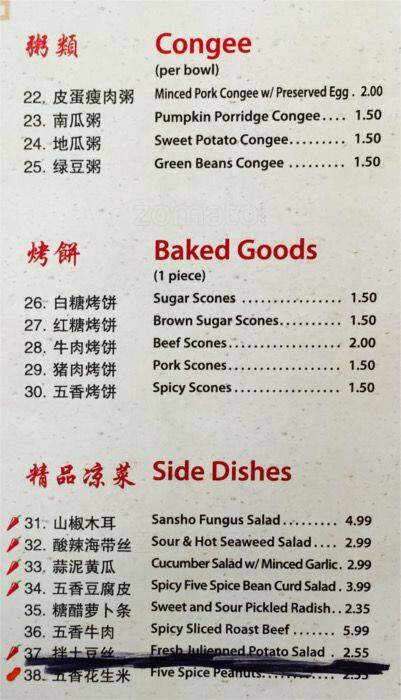 粥類 Congee
(per bowl)
22. 皮蛋瘦肉粥 Minced Pork Congee w/ Preserved Egg . 2.00
23. 南瓜粥 Pumpkin Porridge Congee.... 1.50
24. 地瓜粥 Sweet Potato Congee......... 1.50
25. 绿豆粥 Green Beans Congee .......... 1.50
zomato
烤餅 Baked Goods
(1 piece)
26. 白糖烤饼 Sugar Scones ................ 1.50
27. 红糖烤饼 Brown Sugar Scones.......... 1.50
28. 牛肉烤饼 Beef Scones.................. 2.00
29. 猪肉烤饼 Pork Scones.................. 1.50
30. 五香烤饼 Spicy Scones ................. 1.50
精品凉菜 Side Dishes
31. 山椒木耳 Sansho Fungus Salad......... 4.99
32. 酸辣海带丝 Sour & Hot Seaweed Salad .... 2.99
33. 蒜泥黄瓜 Cucumber Salad w/ Minced Garlic. 2.99
34. 五香豆腐皮 Spicy Five Spice Bean Curd Salad . 3.99
35. 糖醋萝卜条 Sweet and Sour Pickled Radish.. 2.35
36. 五香牛肉 Spicy Sliced Roast Beef ....... 5.99
37. 拌土豆丝 Fresh Julienned Potato Salad . 2.55
38. 五香花生米 Five Spice Peanuts